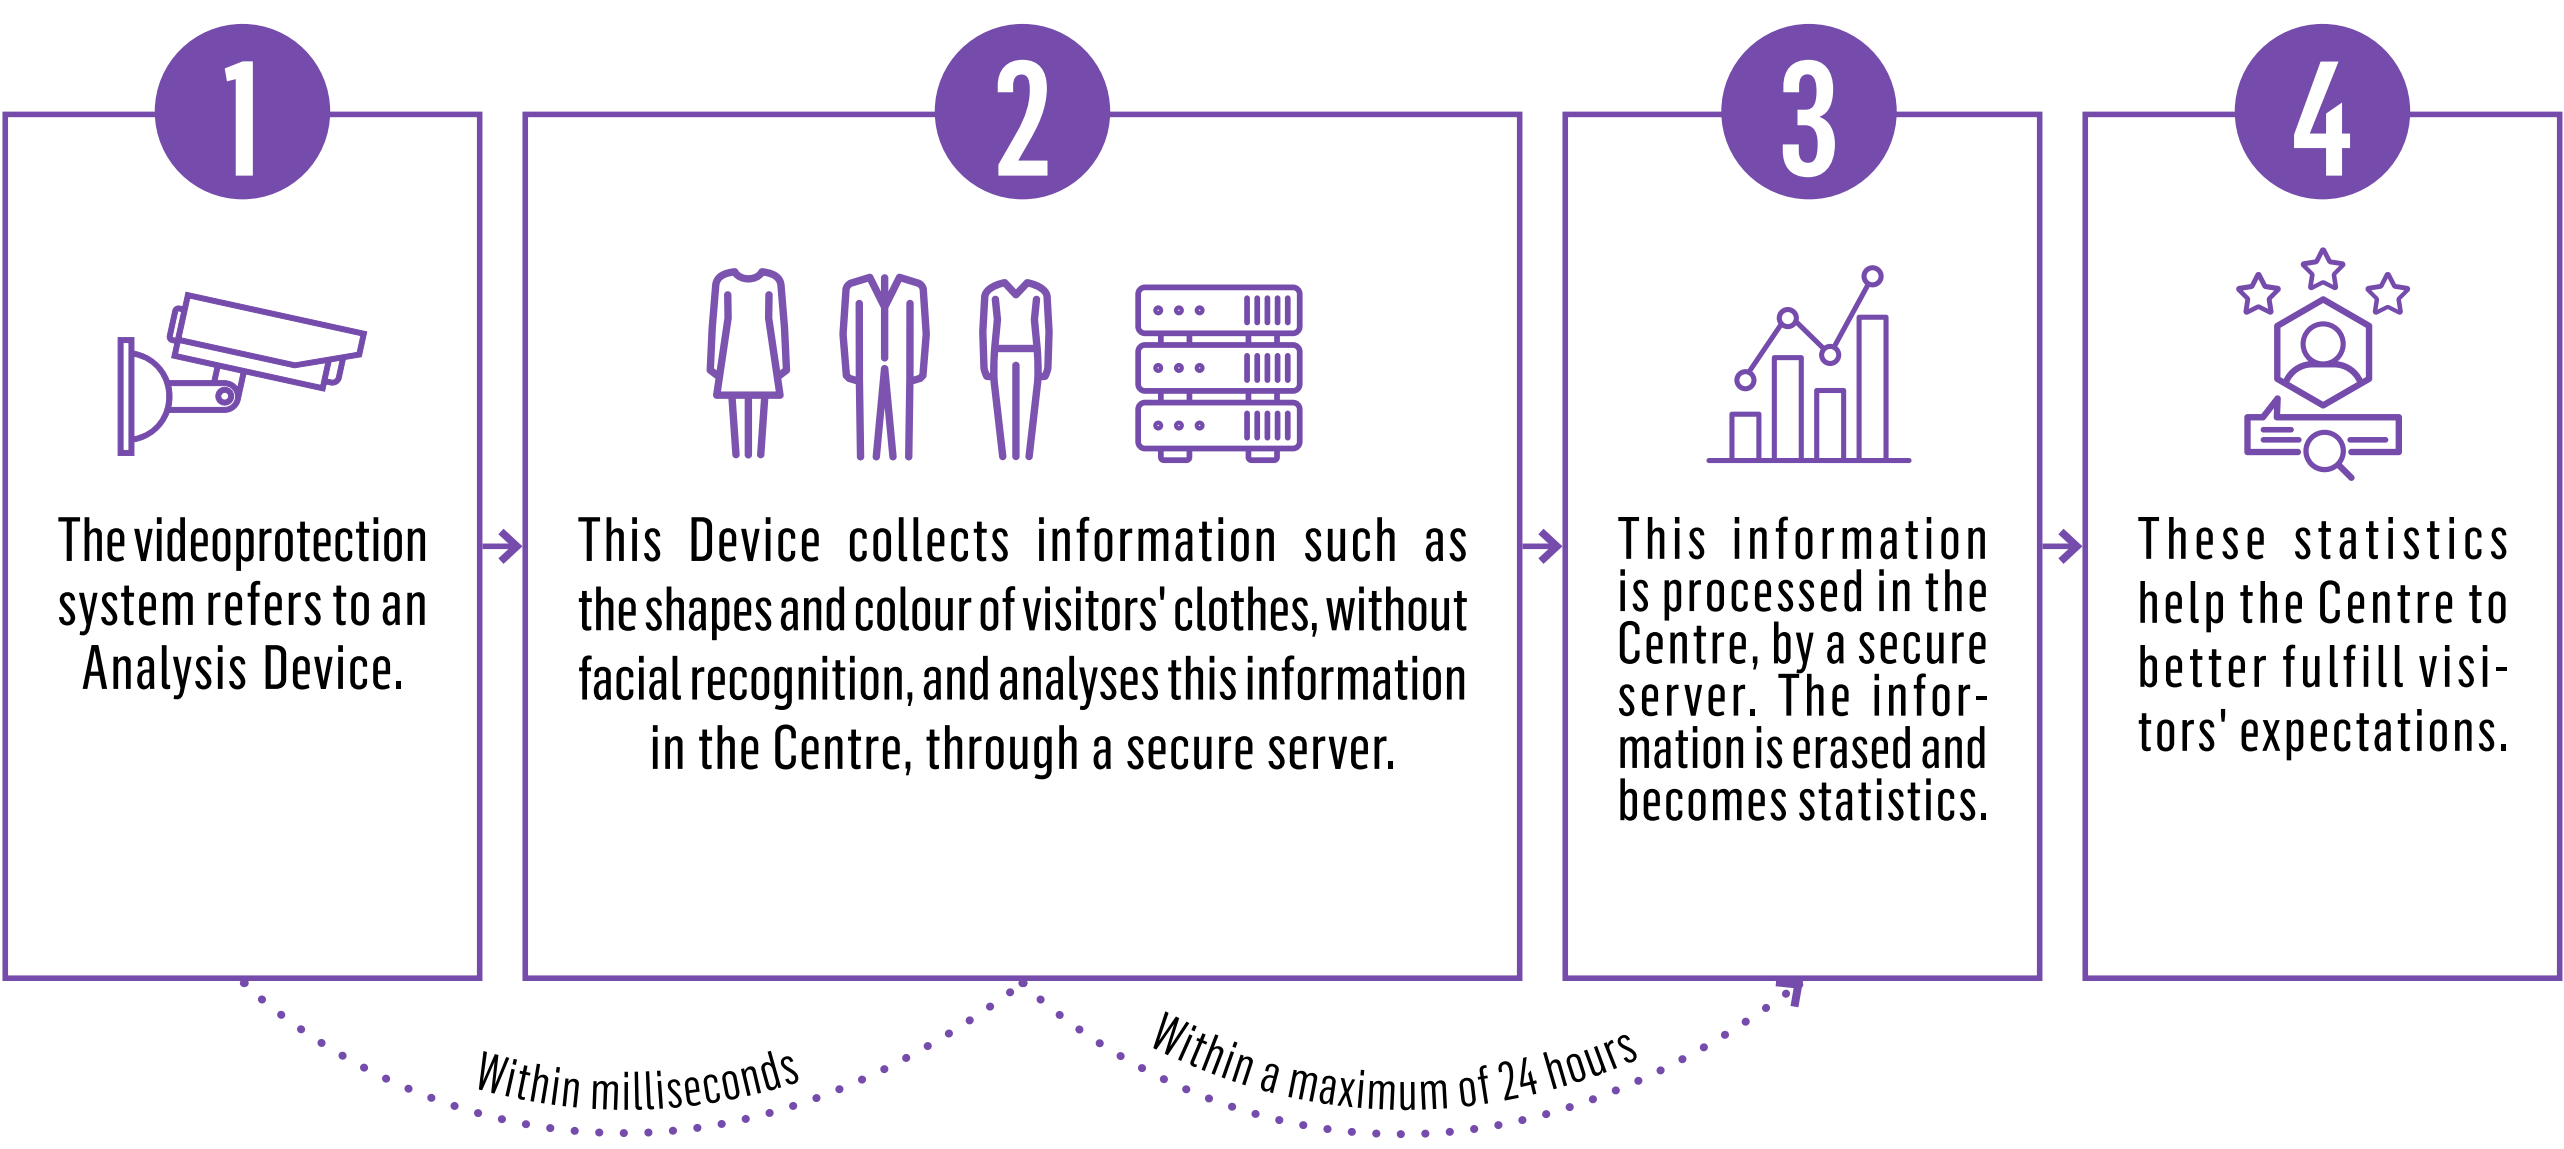 1
The videoprotection
system refers to an
Analysis Device.
2
This Device collects information such as
the shapes and colour of visitors' clothes, without
facial recognition, and analyses this information
in the Centre, through a secure server.
3
This information
is processed in the
Centre, by a secure
server. The infor-
mation is erased and
becomes statistics.
4
These statistics
help the Centre to
better fulfill visi-
tors' expectations.
Within milliseconds
Within a maximum of 24 hours